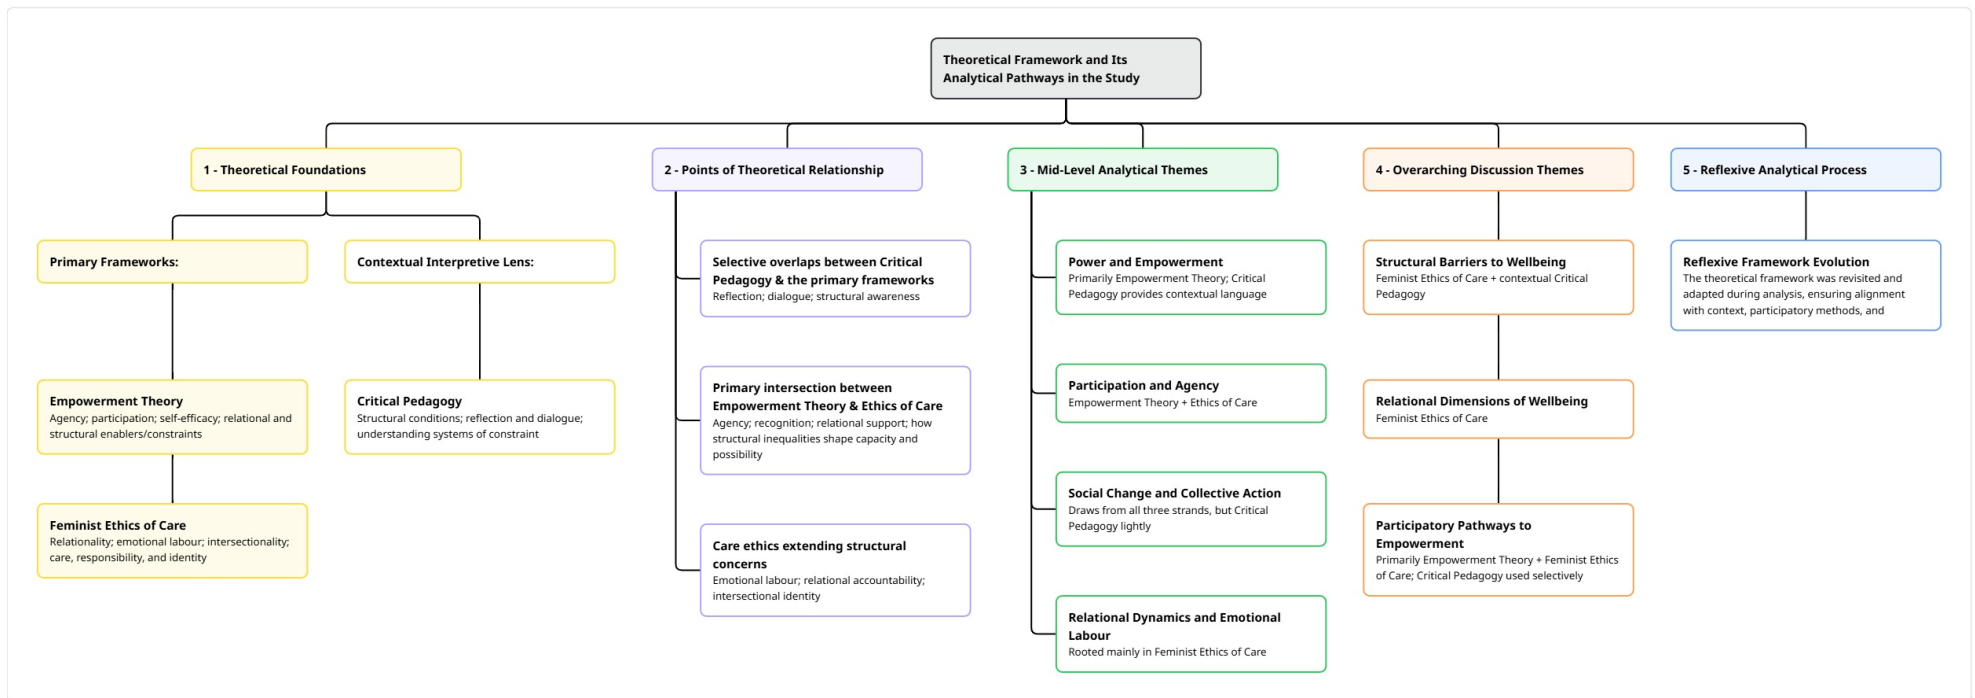 Theoretical Framework and Its
Analytical Pathways in the Study
1 - Theoretical Foundations
Primary Frameworks:
Empowerment Theory
Agency; participation; self-efficacy; relational and
structural enablers/constraints
Feminist Ethics of Care
Relationality; emotional labour; intersectionality;
care, responsibility, and identity
Contextual Interpretive Lens:
Critical Pedagogy
Structural conditions; reflection and dialogue;
understanding systems of constraint
2 - Points of Theoretical Relationship
Selective overlaps between Critical
Pedagogy & the primary frameworks
Reflection; dialogue; structural awareness
Primary intersection between
Empowerment Theory & Ethics of Care
Agency; recognition; relational support; how
structural inequalities shape capacity and
possibility
Care ethics extending structural
concerns
Emotional labour; relational accountability;
intersectional identity
3 - Mid-Level Analytical Themes
Power and Empowerment
Primarily Empowerment Theory; Critical
Pedagogy provides contextual language
Participation and Agency
Empowerment Theory + Ethics of Care
Social Change and Collective Action
Draws from all three strands, but Critical
Pedagogy lightly
Relational Dynamics and Emotional
Labour
Rooted mainly in Feminist Ethics of Care
4 - Overarching Discussion Themes
Structural Barriers to Wellbeing
Feminist Ethics of Care + contextual Critical
Pedagogy
Relational Dimensions of Wellbeing
Feminist Ethics of Care
Participatory Pathways to
Empowerment
Primarily Empowerment Theory + Feminist Ethics
of Care; Critical Pedagogy used selectively
5 - Reflexive Analytical Process
Reflexive Framework Evolution
The theoretical framework was revisited and
adapted during analysis, ensuring alignment
with context, participatory methods, and